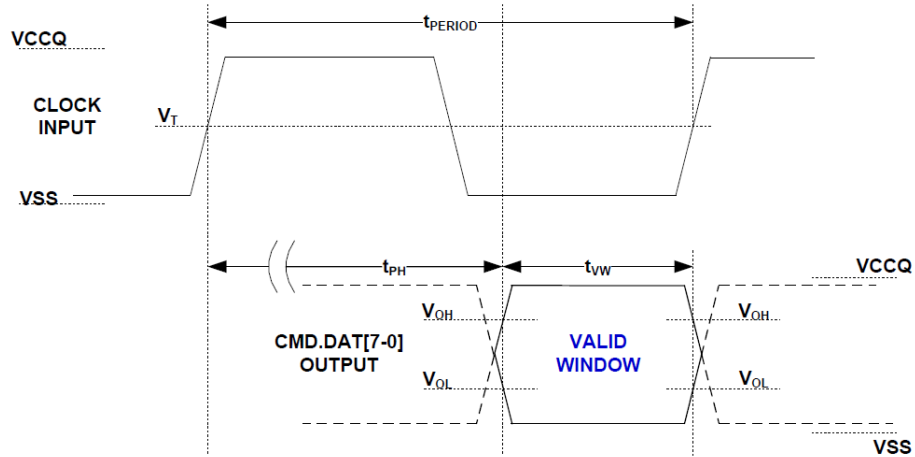 tPERIOD
VCCQ
CLOCK
INPUT
VT
VSS
tPH
tVW
VCCQ
VOH
VOH
CMD.DAT[7-0]
OUTPUT
VALID
WINDOW
VOL
VOL
VSS